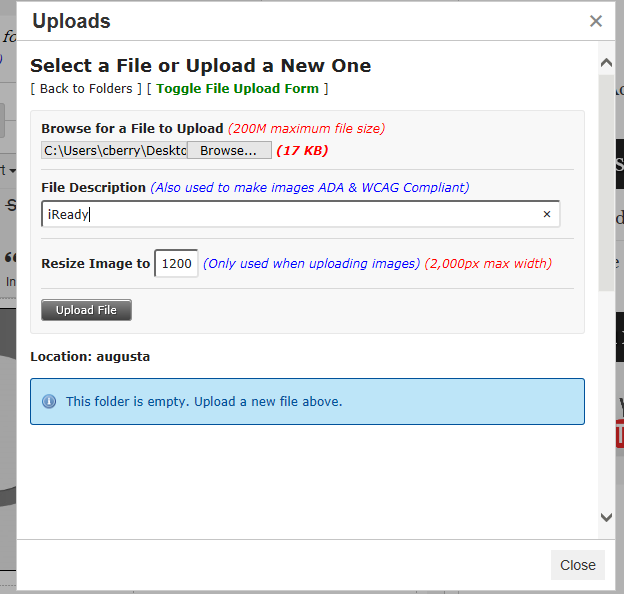 Uploads
×
Select a File or Upload a New One
[ Back to Folders ] [ Toggle File Upload Form ]
Browse for a File to Upload (200M maximum file size)
C:\Users\cberry\Deskto Browse... (17 KB)
File Description (Also used to make images ADA & WCAG Compliant)
iReady ×
Resize Image to 1200 (Only used when uploading images) (2,000px max width)
Upload File
Location: augusta
This folder is empty. Upload a new file above.
Close